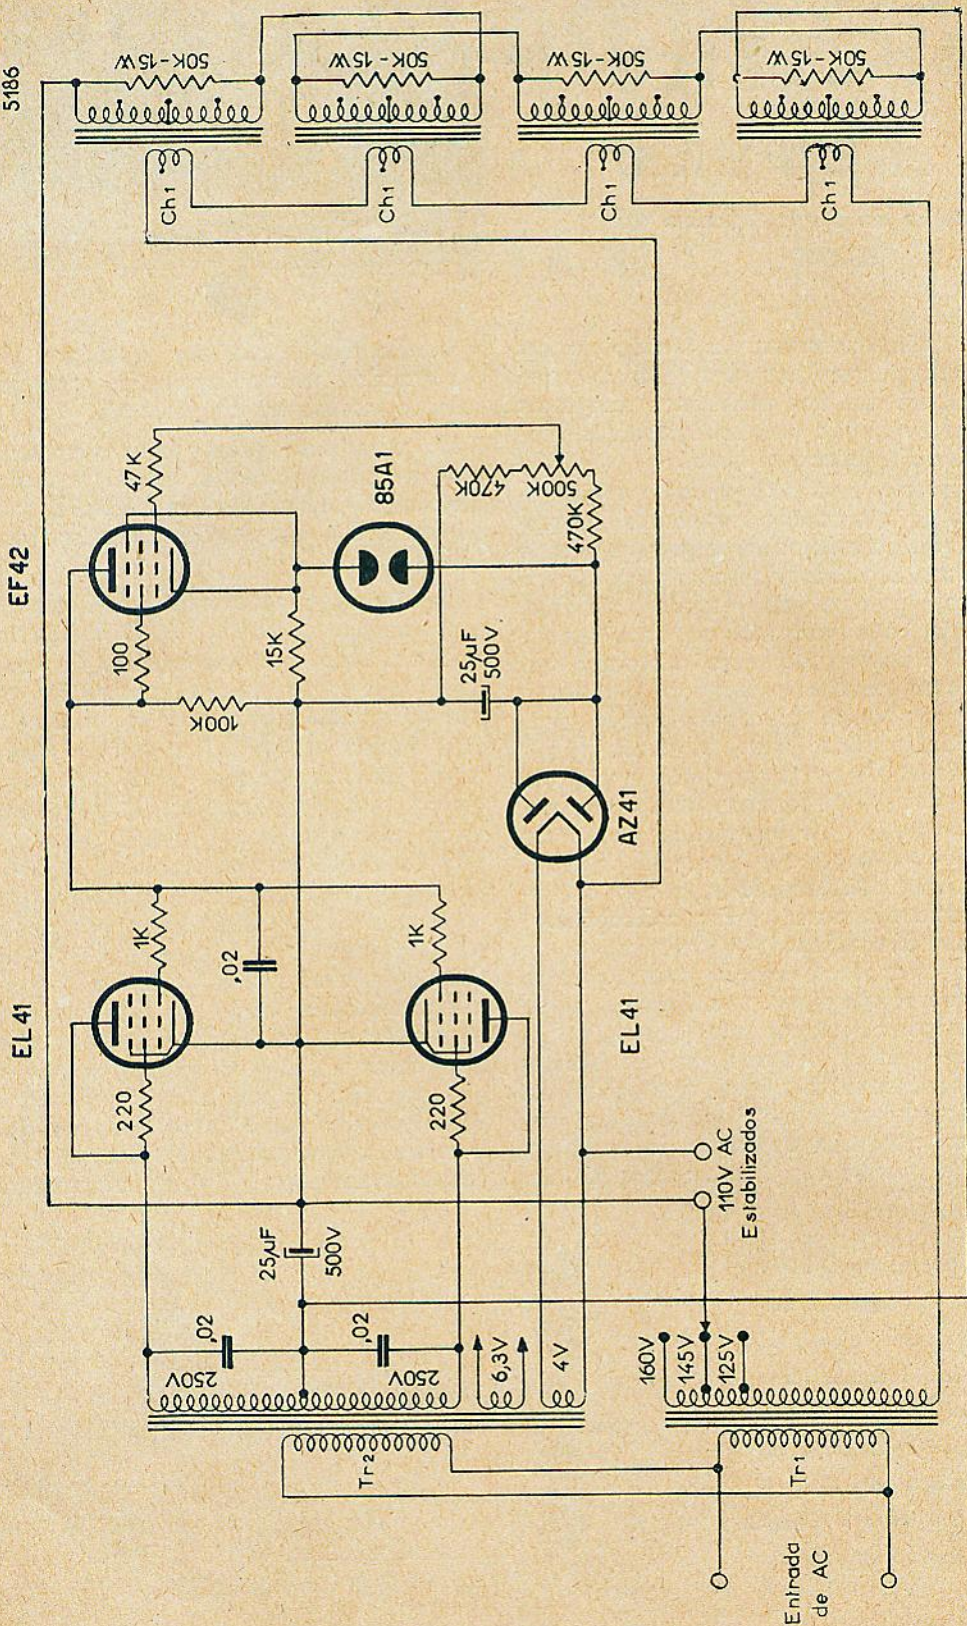 5186
EL41
EF42
50K-15W
50K-15W
50K-15W
50K-15W
Ch1
Ch1
Ch1
Ch1
47K
100
100K
15K
85A1
470K
500K
470K
25µF
500V
AZ41
1K
,02
1K
220
220
EL41
25µF
500V
,02
250V
,02
250V
6,3V
4V
110V AC
Estabilizados
160V
145V
125V
Tr2
Tr1
Entrada
de AC